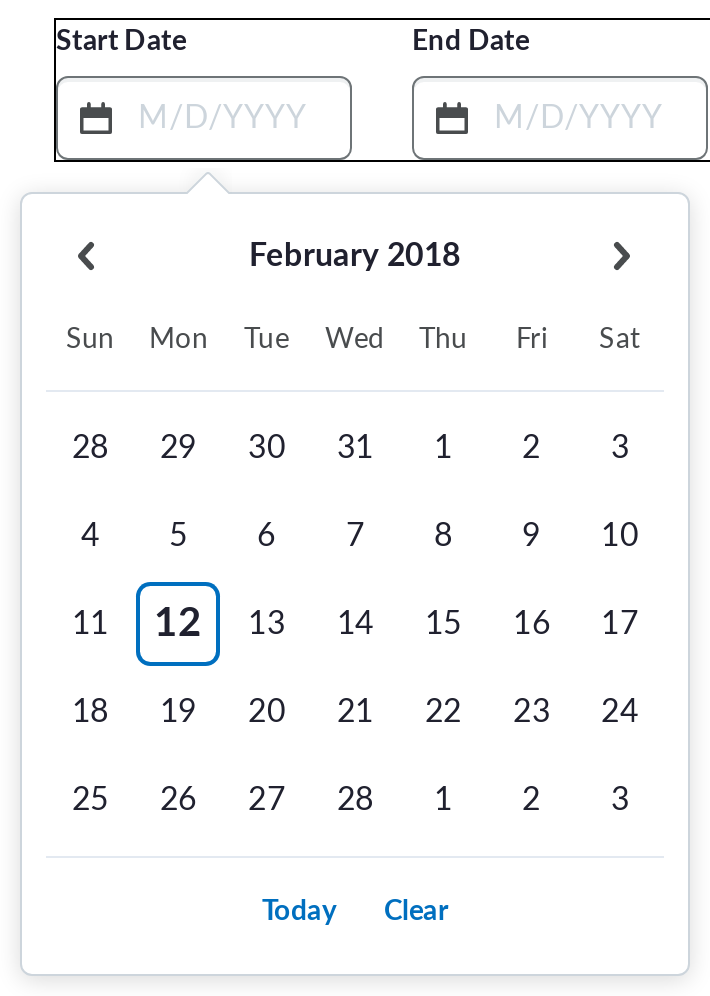 Start Date End Date
M/D/YYYY M/D/YYYY
February 2018
Sun Mon Tue Wed Thu Fri Sat
28 29 30 31 1 2 3
4 5 6 7 8 9 10
11 12 13 14 15 16 17
18 19 20 21 22 23 24
25 26 27 28 1 2 3
Today Clear